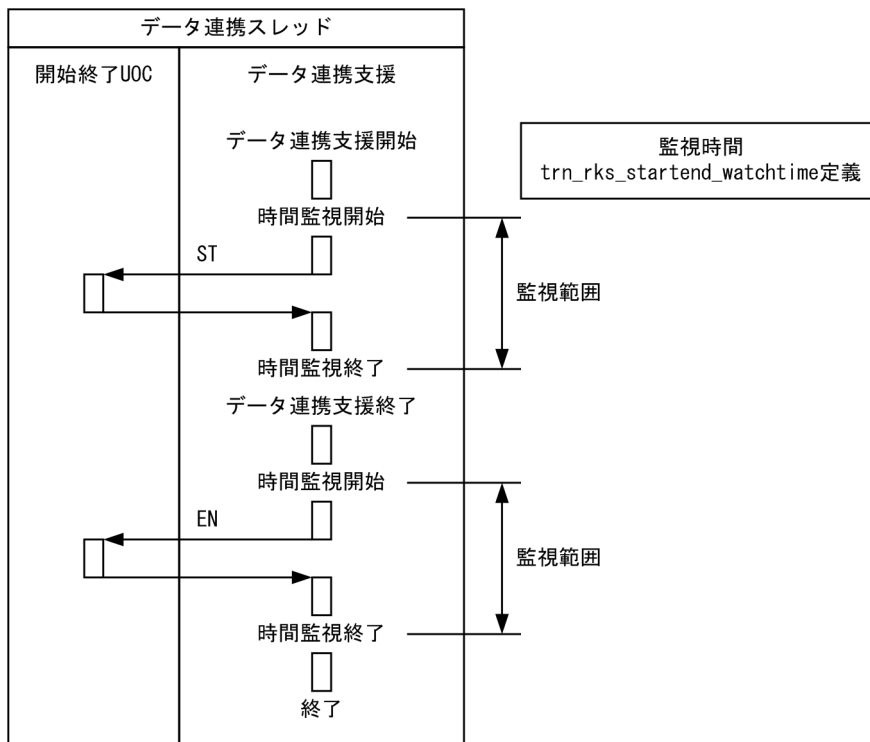 データ連携スレッド
開始終了UOC
データ連携支援
データ連携支援開始
監視時間
trn_rks_startend_watchtime定義
時間監視開始
ST
監視範囲
時間監視終了
データ連携支援終了
時間監視開始
EN
監視範囲
時間監視終了
終了